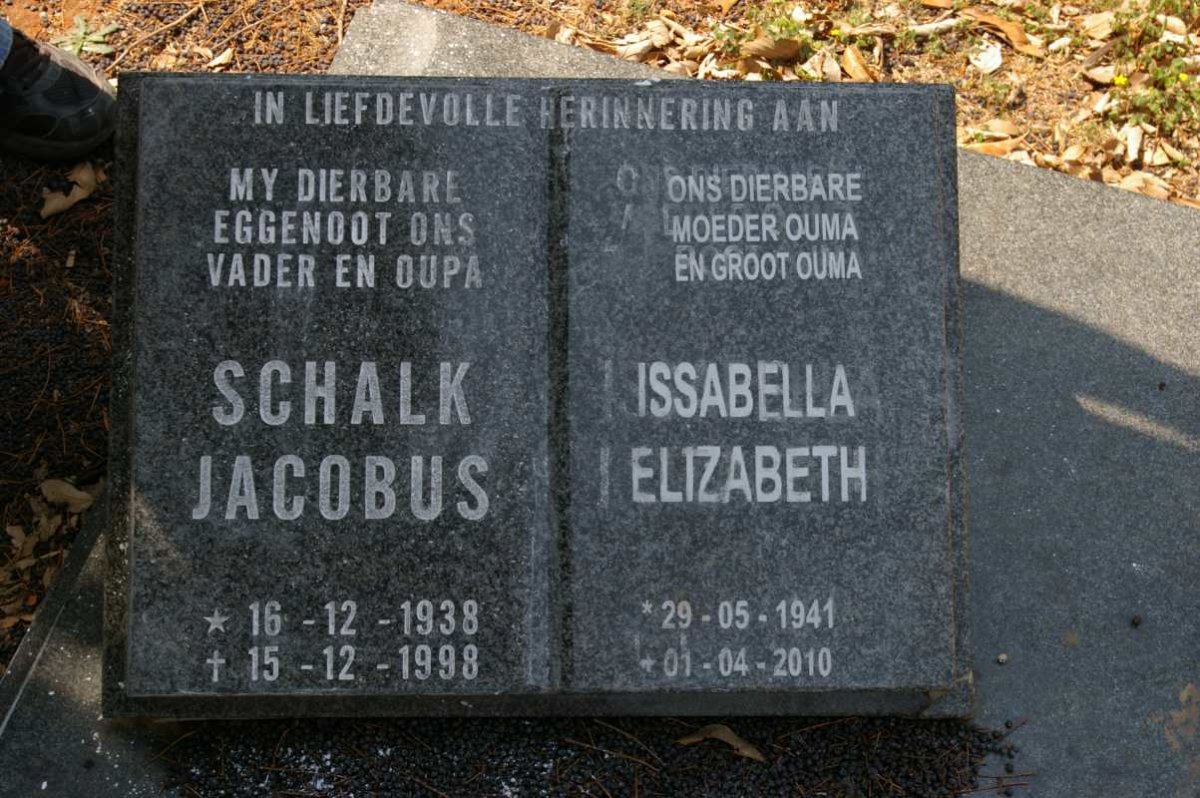 IN LIEFDEVOLLE HERINNERING AAN
MY DIERBARE
EGGENOOT ONS
VADER EN OUPA
SCHALK
JACOBUS
★ 16 - 12 - 1938
✝ 15 - 12 - 1998
ONS DIERBARE
MOEDER OUMA
EN GROOT OUMA
ISSABELLA
ELIZABETH
* 29 - 05 - 1941
+ 01 - 04 - 2010